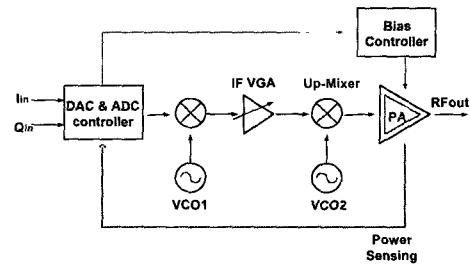 Bias
Controller
IF VGA
Up-Mixer
RFout
Iin
DAC & ADC
controller
Qin
PA
VCO1
VCO2
Power
Sensing